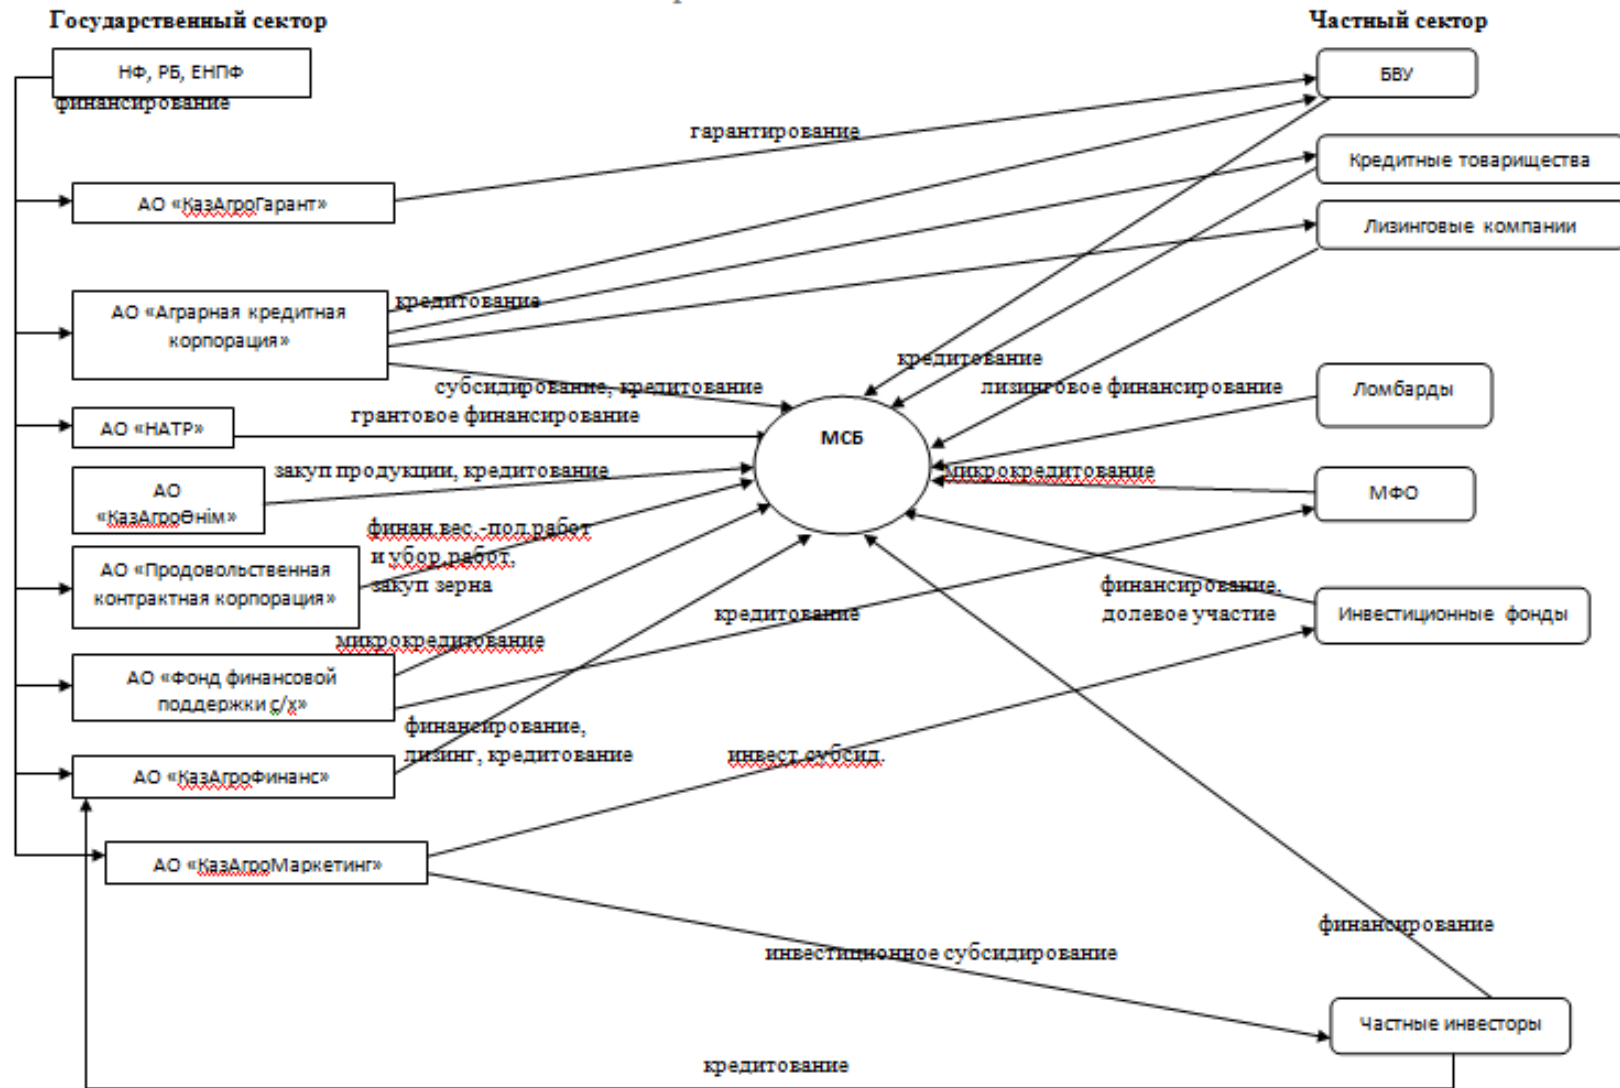 Государственный сектор
Частный сектор
НФ, РБ, ЕНПФ
финансирование
БВУ
гарантирование
Кредитные товарищества
АО «КазАгроГарант»
Лизинговые компании
кредитование
АО «Аграрная кредитная
корпорация»
кредитование
субсидирование, кредитование
лизинговое финансирование
Ломбарды
грантовое финансирование
АО «НАТР»
МСБ
закуп продукции, кредитование
микрокредитование
АО
«КазАгроӨнім»
МФО
финан.вес.-пол.работ
и убор.работ,
закуп зерна
АО «Продовольственная
контрактная корпорация»
финансирование,
долевое участие
кредитование
Инвестиционные фонды
микрокредитование
АО «Фонд финансовой
поддержки с/х»
финансирование,
лизинг, кредитование
инвест.субсид.
АО «КазАгроФинанс»
АО «КазАгроМаркетинг»
финансирование
инвестиционное субсидирование
Частные инвесторы
кредитование